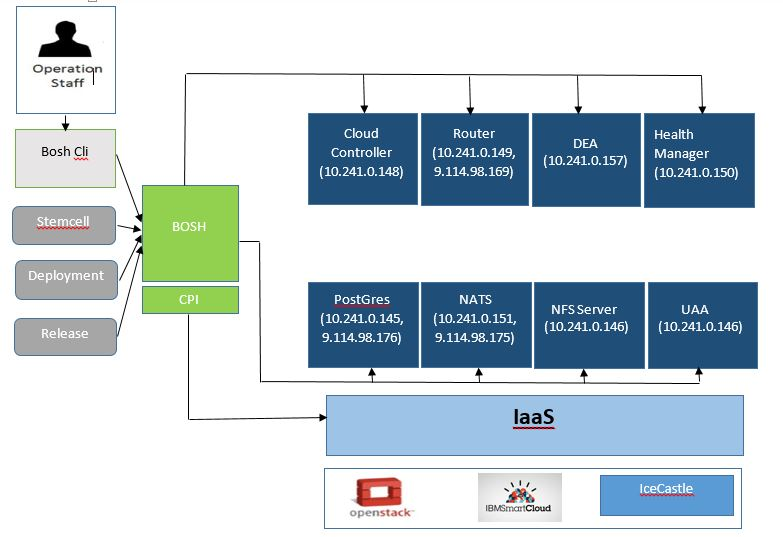 Operation
Staff
Bosh Cli
Stemcell
Deployment
Release
BOSH
CPI
Cloud
Controller
(10.241.0.148)
Router
(10.241.0.149,
9.114.98.169)
DEA
(10.241.0.157)
Health
Manager
(10.241.0.150)
PostGres
(10.241.0.145,
9.114.98.176)
NATS
(10.241.0.151,
9.114.98.175)
NFS Server
(10.241.0.146)
UAA
(10.241.0.146)
IaaS
openstack
IBMSmartCloud
IceCastle